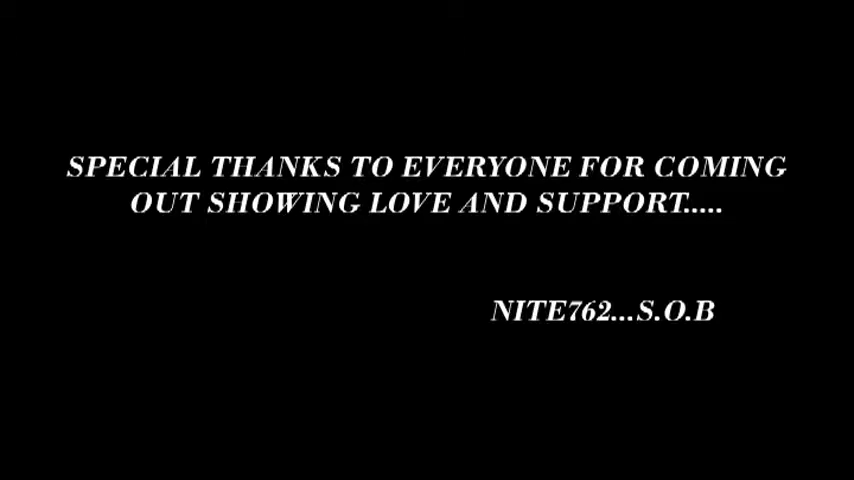 SPECIAL THANKS TO EVERYONE FOR COMING
OUT SHOWING LOVE AND SUPPORT.....
NITE762...S.O.B